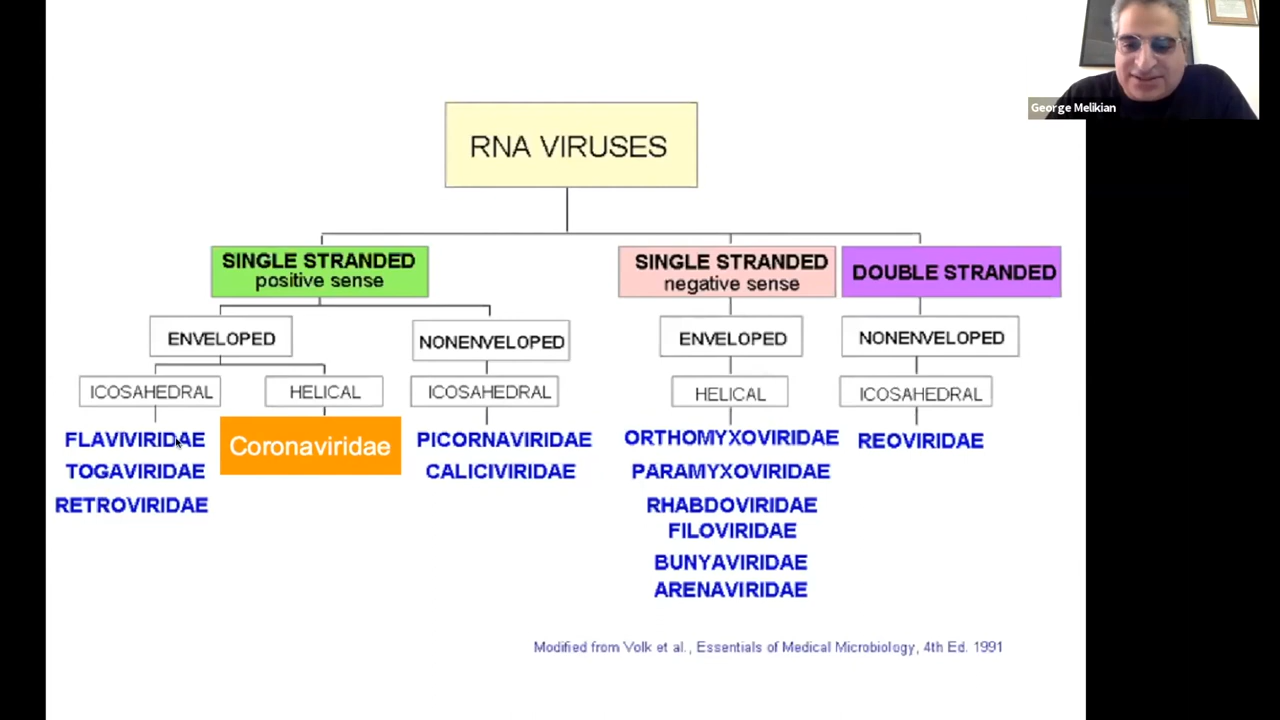 George Melikian
RNA VIRUSES
SINGLE STRANDED
positive sense
SINGLE STRANDED
negative sense
DOUBLE STRANDED
ENVELOPED
NONENVELOPED
ENVELOPED
NONENVELOPED
ICOSAHEDRAL
HELICAL
ICOSAHEDRAL
HELICAL
ICOSAHEDRAL
FLAVIVIRIDAE
TOGAVIRIDAE
RETROVIRIDAE
Coronaviridae
PICORNAVIRIDAE
CALICIVIRIDAE
ORTHOMYXOVIRIDAE
PARAMYXOVIRIDAE
RHABDOVIRIDAE
FILOVIRIDAE
BUNYAVIRIDAE
ARENAVIRIDAE
REOVIRIDAE
Modified from Volk et al., Essentials of Medical Microbiology, 4th Ed. 1991